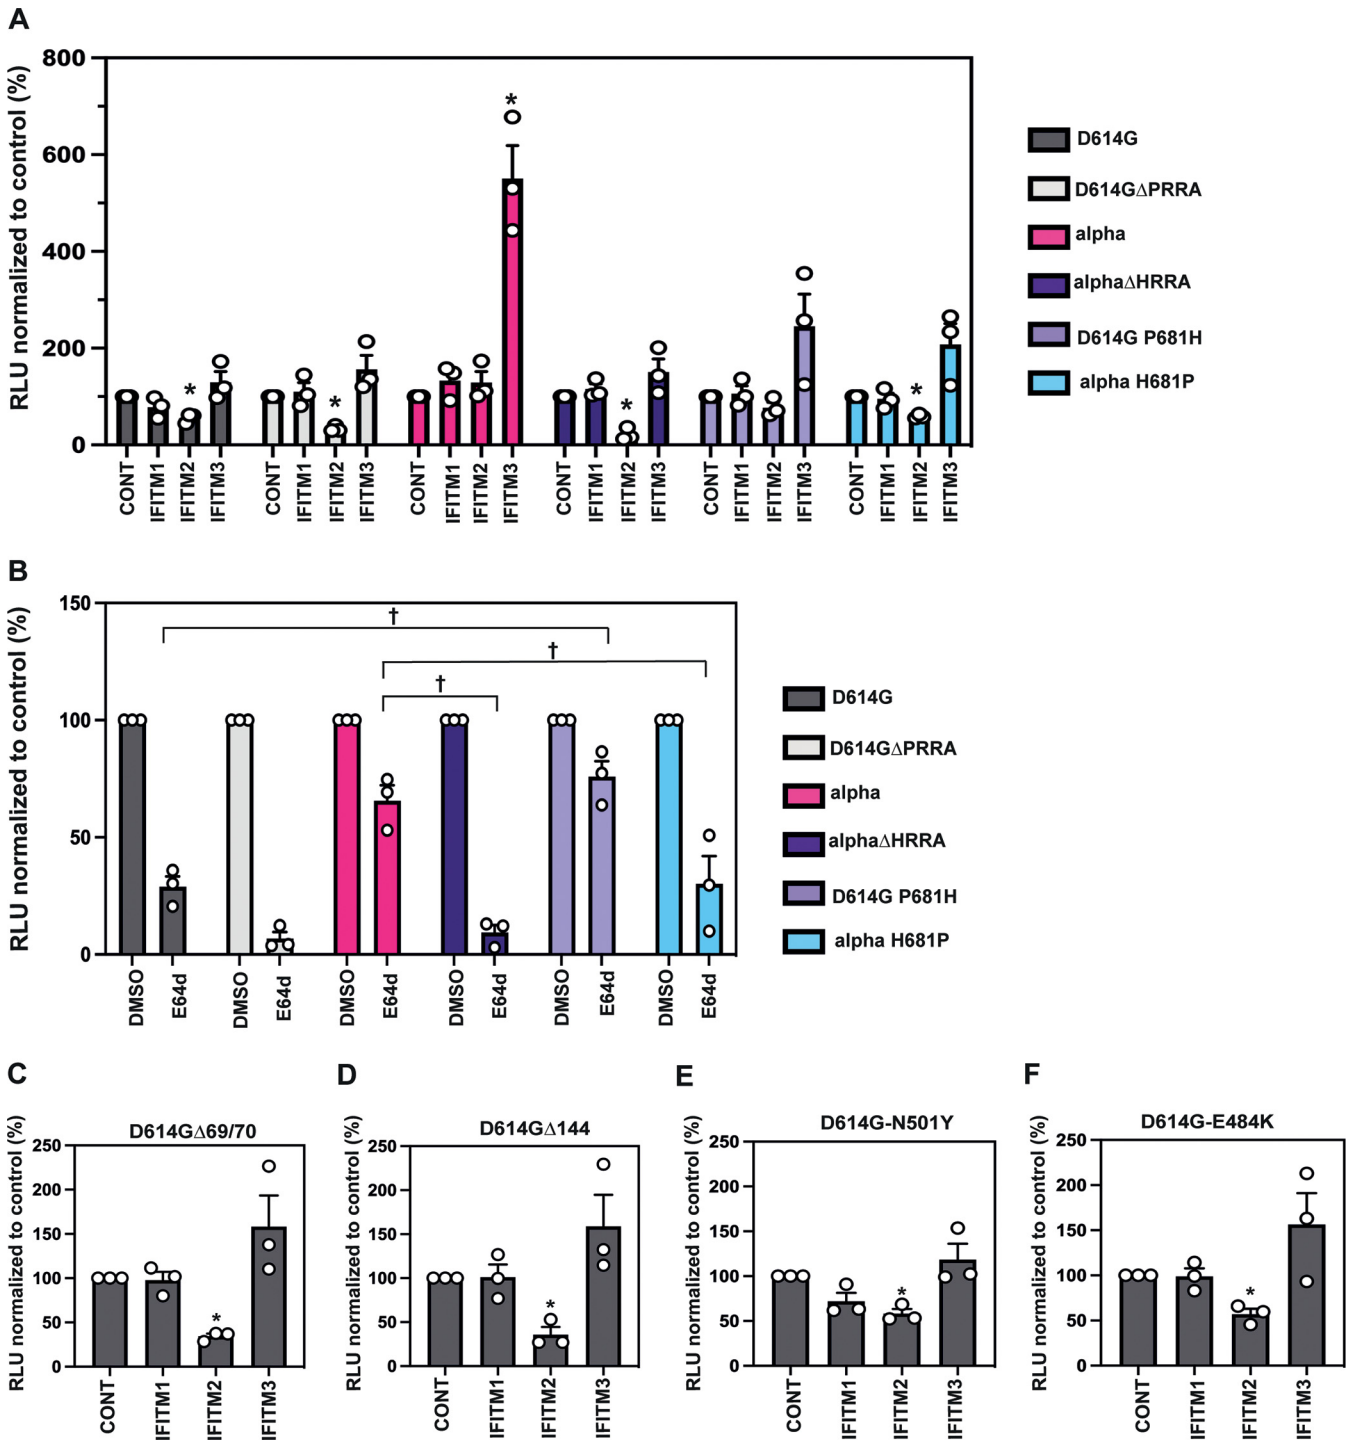 A
RLU normalized to control (%)
800
600
400
200
0
*
*
*
*
*
CONT IFITM1 IFITM2 IFITM3 CONT IFITM1 IFITM2 IFITM3 CONT IFITM1 IFITM2 IFITM3 CONT IFITM1 IFITM2 IFITM3 CONT IFITM1 IFITM2 IFITM3 CONT IFITM1 IFITM2 IFITM3
D614G
D614GΔPRRA
alpha
alphaΔHRRA
D614G P681H
alpha H681P
B
RLU normalized to control (%)
150
100
50
0
†
†
†
DMSO E64d DMSO E64d DMSO E64d DMSO E64d DMSO E64d DMSO E64d
D614G
D614GΔPRRA
alpha
alphaΔHRRA
D614G P681H
alpha H681P
C
D614GΔ69/70
RLU normalized to control (%)
250
200
150
100
50
0
*
CONT IFITM1 IFITM2 IFITM3
D
D614GΔ144
RLU normalized to control (%)
250
200
150
100
50
0
*
CONT IFITM1 IFITM2 IFITM3
E
D614G-N501Y
RLU normalized to control (%)
250
200
150
100
50
0
*
CONT IFITM1 IFITM2 IFITM3
F
D614G-E484K
RLU normalized to control (%)
250
200
150
100
50
0
*
CONT IFITM1 IFITM2 IFITM3